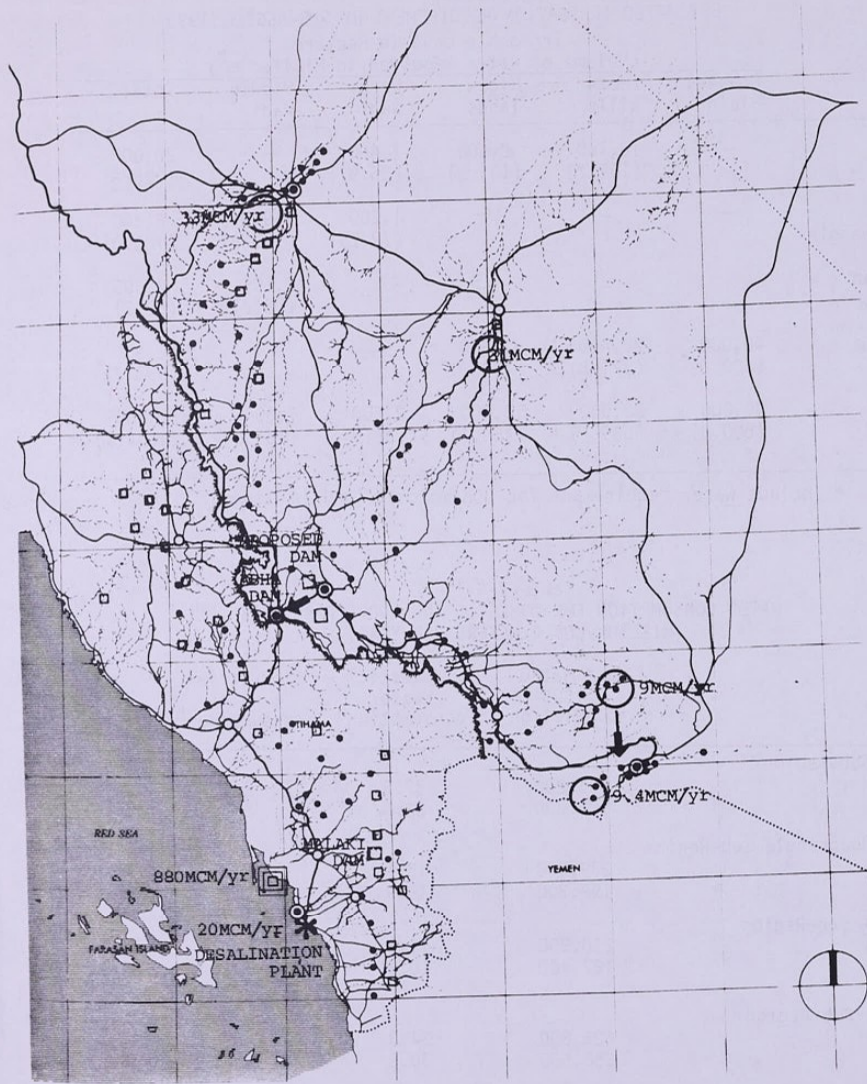 33MCM/yr
MCM/yr
PROPOSED
DAM
ABHA
DAM
9MCM/yr
TIHAMA
9.4MCM/yr
RED SEA
MALAKI
DAM
YEMEN
880MCM/yr
20MCM/yr
FARASAN ISLAND
DESALINATION
PLANT